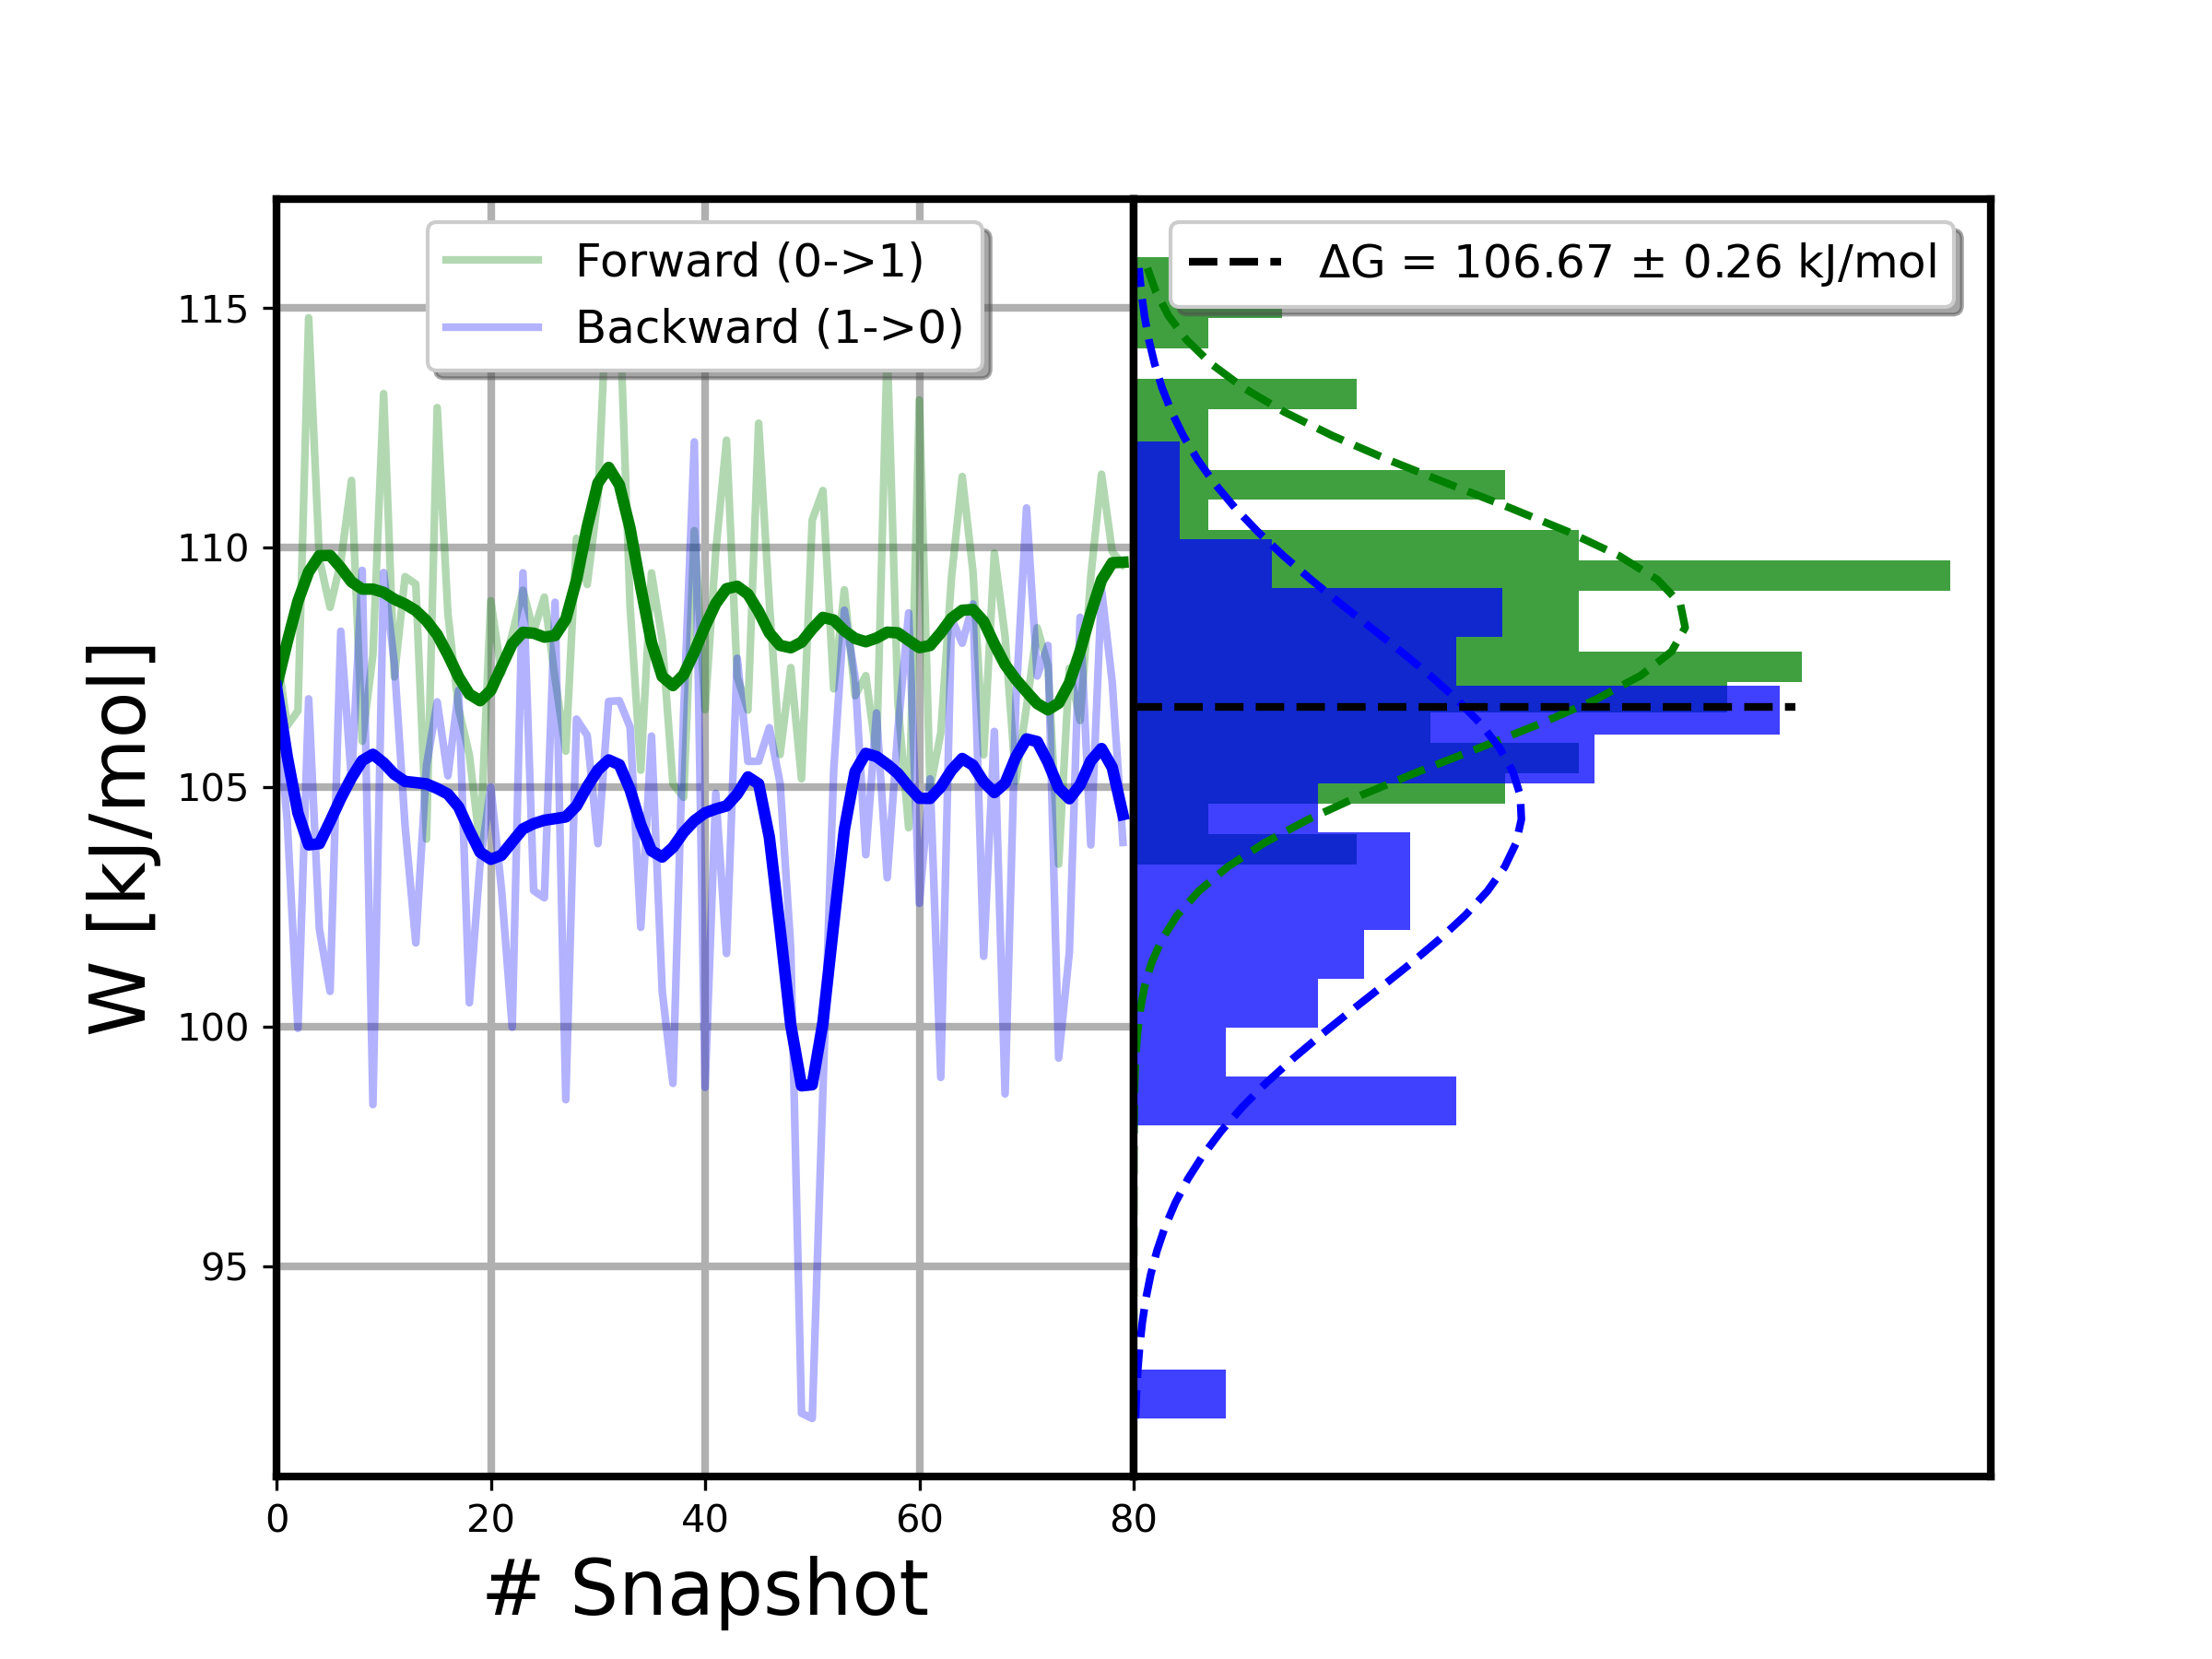 Forward (0->1)
Backward (1->0)
ΔG = 106.67 ± 0.26 kJ/mol
W [kJ/mol]
115
110
105
100
95
0
20
40
60
80
# Snapshot